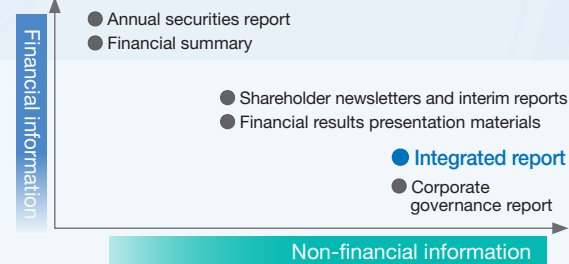 Financial information
Annual securities report
Financial summary
Shareholder newsletters and interim reports
Financial results presentation materials
Integrated report
Corporate
governance report
Non-financial information